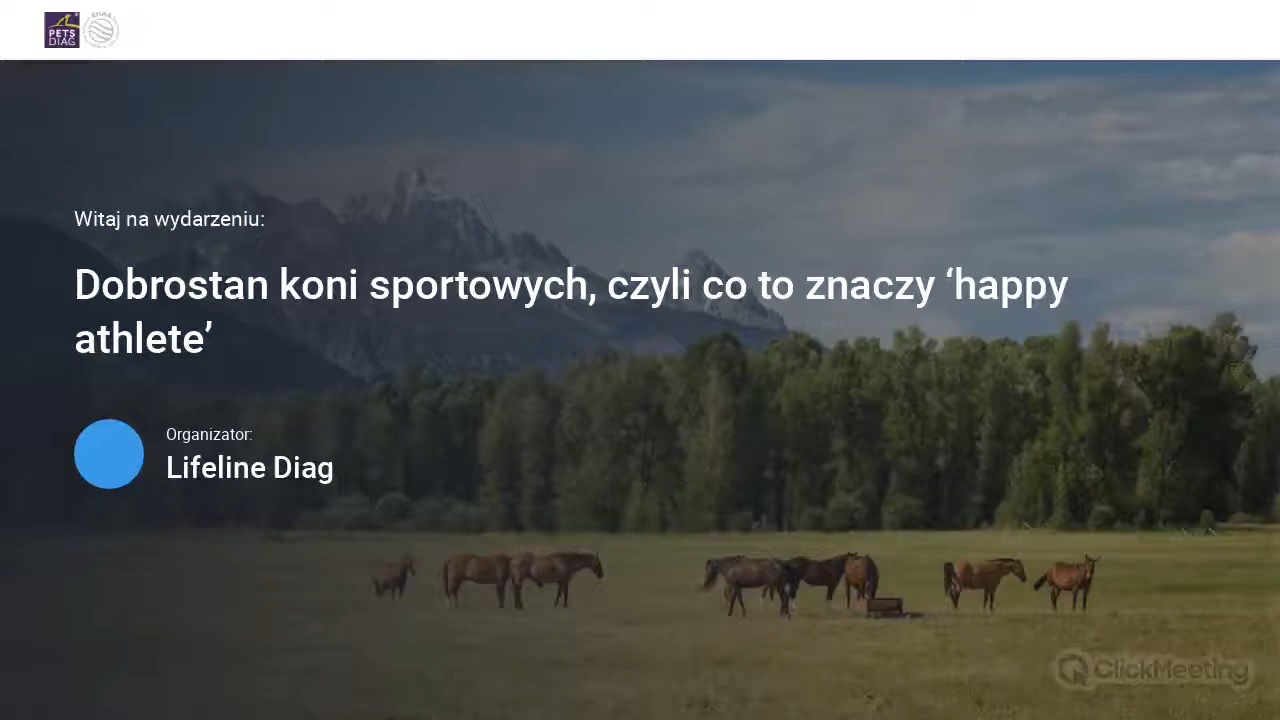 PETS
DIAG
Witaj na wydarzeniu:
Dobrostan koni sportowych, czyli co to znaczy ‘happy
athlete’
Organizator:
Lifeline Diag
ClickMeeting